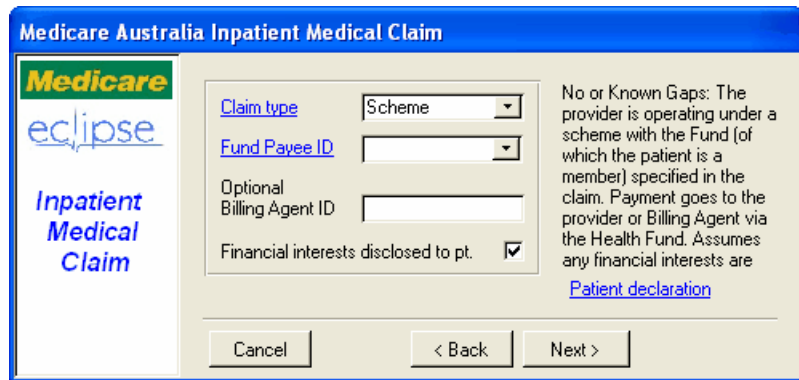 Medicare Australia Inpatient Medical Claim
Medicare
eclipse
Inpatient
Medical
Claim
Claim type
Scheme
Fund Payee ID
Optional
Billing Agent ID
Financial interests disclosed to pt.
No or Known Gaps: The
provider is operating under a
scheme with the Fund (of
which the patient is a
member) specified in the
claim. Payment goes to the
provider or Billing Agent via
the Health Fund. Assumes
any financial interests are
Patient declaration
Cancel
< Back
Next >